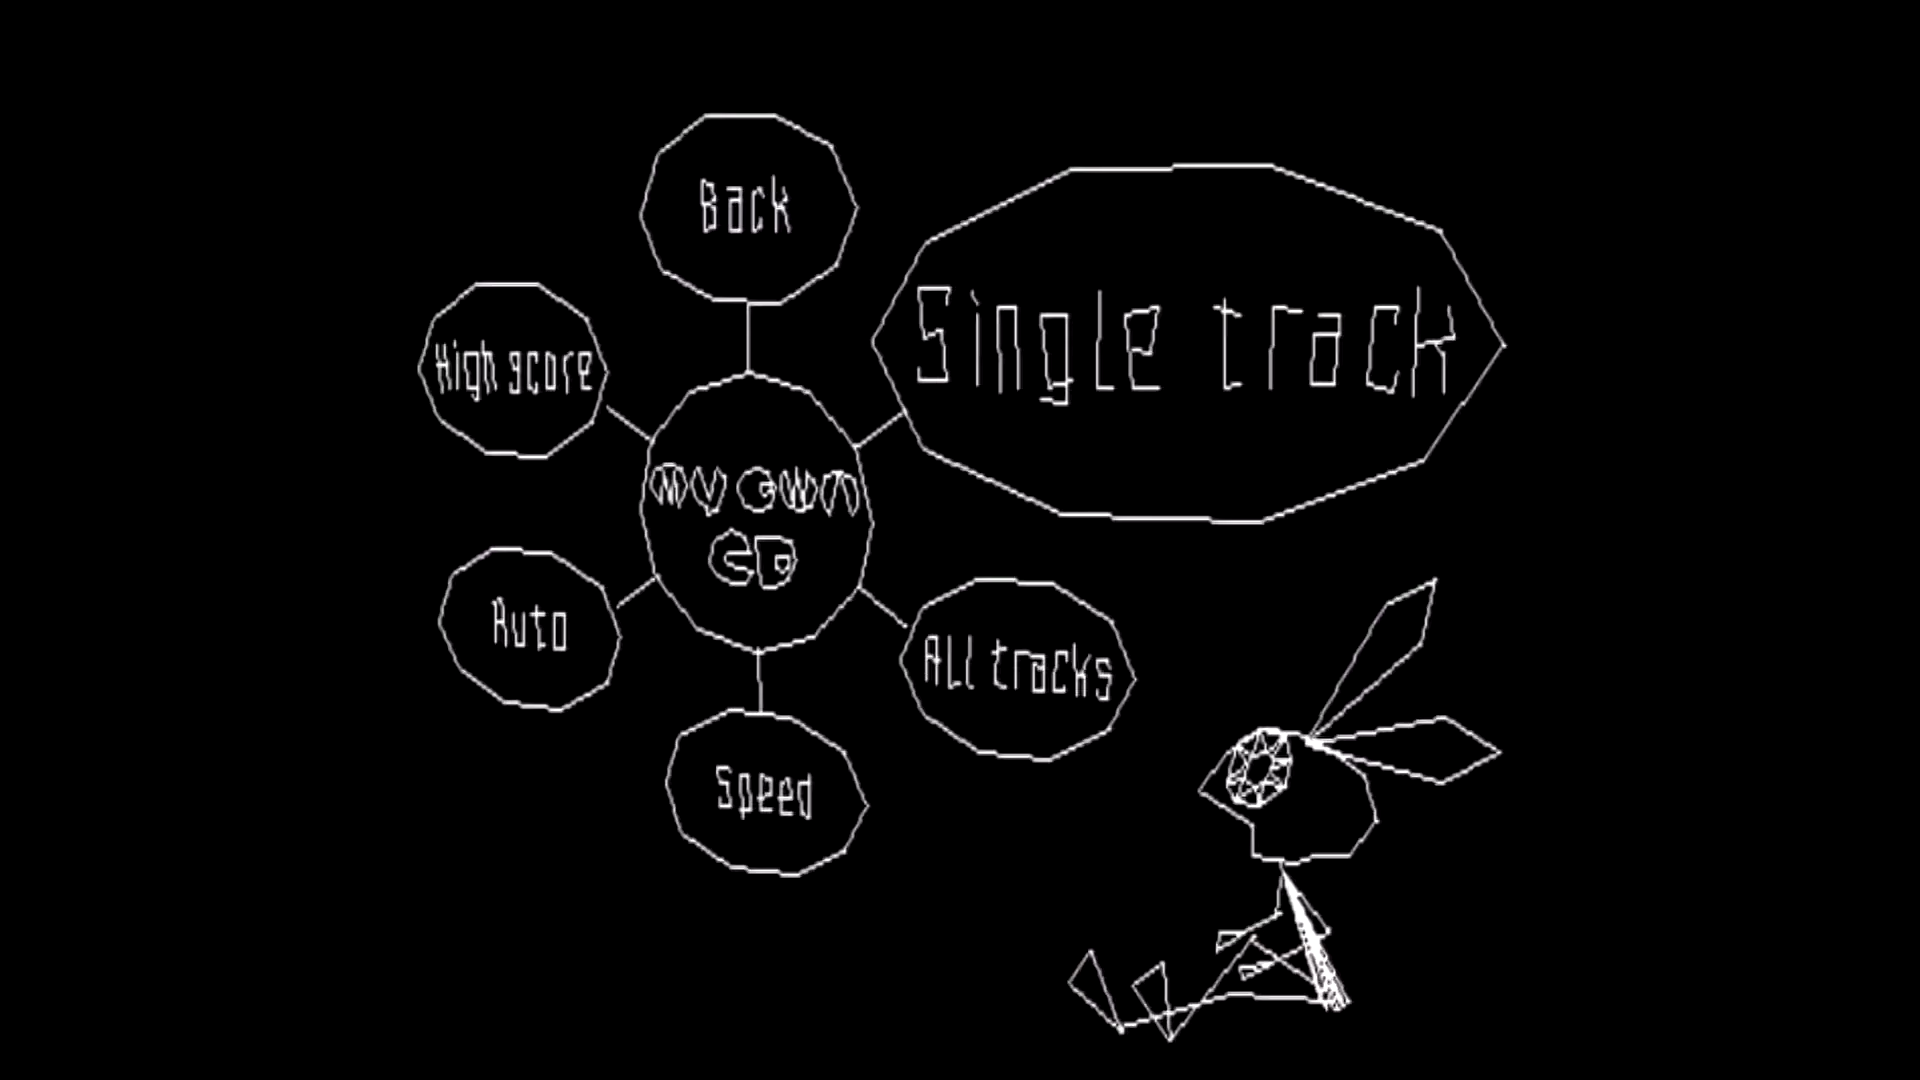 Back
Single track
High score
MY OWN
CD
Auto
All tracks
Speed